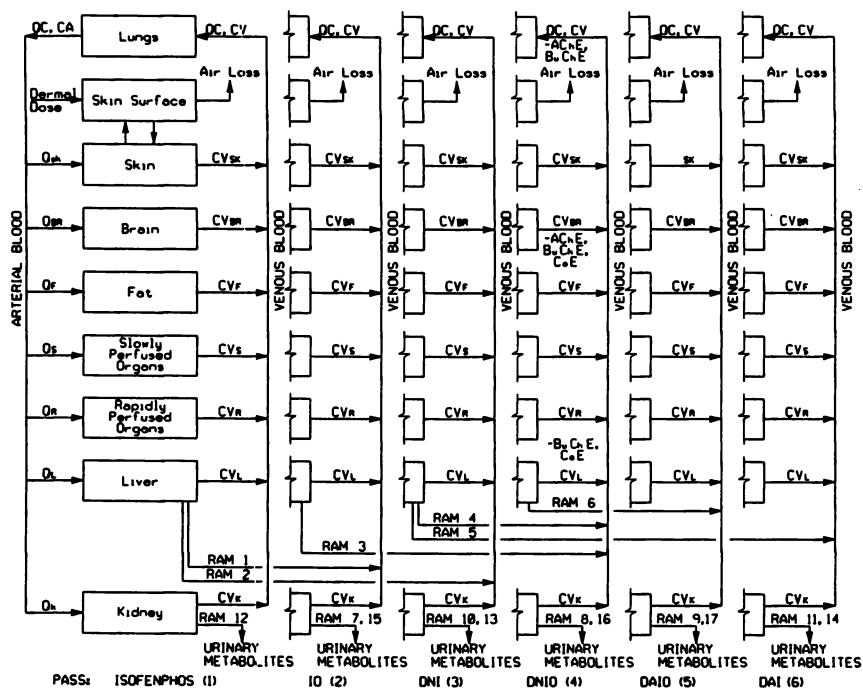 QC, CA Lungs QC, CV QC, CV QC, CV QC, CV QC, CV QC, CV
-AChE,
BuChE
Air Loss Air Loss Air Loss Air Loss Air Loss Air Loss
Dermal
Dose
Skin Surface
QSk Skin CVSK CVSK CVSK CVSK SK CVSK
QBR Brain CVBR CVBR CVBR CVBR CVBR CVBR
-AChE,
BuChE,
CaE
ARTERIAL BLOOD VENOUS BLOOD VENOUS BLOOD VENOUS BLOOD VENOUS BLOOD VENOUS BLOOD VENOUS BLOOD
QF Fat CVF CVF CVF CVF CVF CVF
QS Slowly
Perfused
Organs
CVS CVS CVS CVS CVS CVS
QR Rapidly
Perfused
Organs
CVR CVR CVR CVR CVR CVR
-BuChE,
CaE
QL Liver CVL CVL CVL CVL CVL CVL
RAM 6
RAM 4
RAM 5
RAM 3
RAM 1
RAM 2
QK Kidney CVK CVK CVK CVK CVK CVK
RAM 12 RAM 7,15 RAM 10,13 RAM 8,16 RAM 9,17 RAM 11,14
URINARY URINARY URINARY URINARY URINARY URINARY
METABOLITES METABOLITES METABOLITES METABOLITES METABOLITES METABOLITES
PASS: ISOFENPHOS (1) IO (2) DNI (3) DNIO (4) DAIO (5) DAI (6)